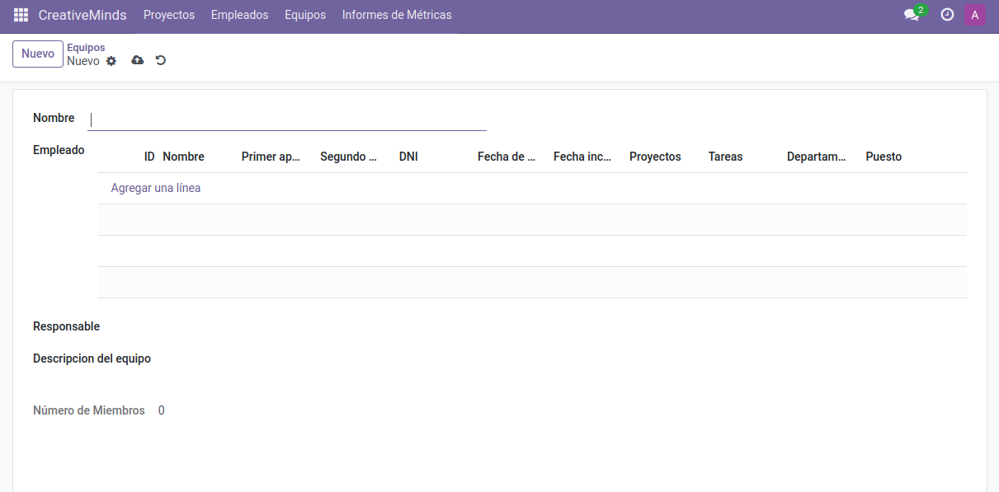 CreativeMinds Proyectos Empleados Equipos Informes de Métricas 2 A
Nuevo
Equipos
Nuevo
Nombre
Empleado
ID Nombre Primer ap... Segundo ... DNI Fecha de ... Fecha inc... Proyectos Tareas Departam... Puesto
Agregar una línea
Responsable
Descripcion del equipo
Número de Miembros 0